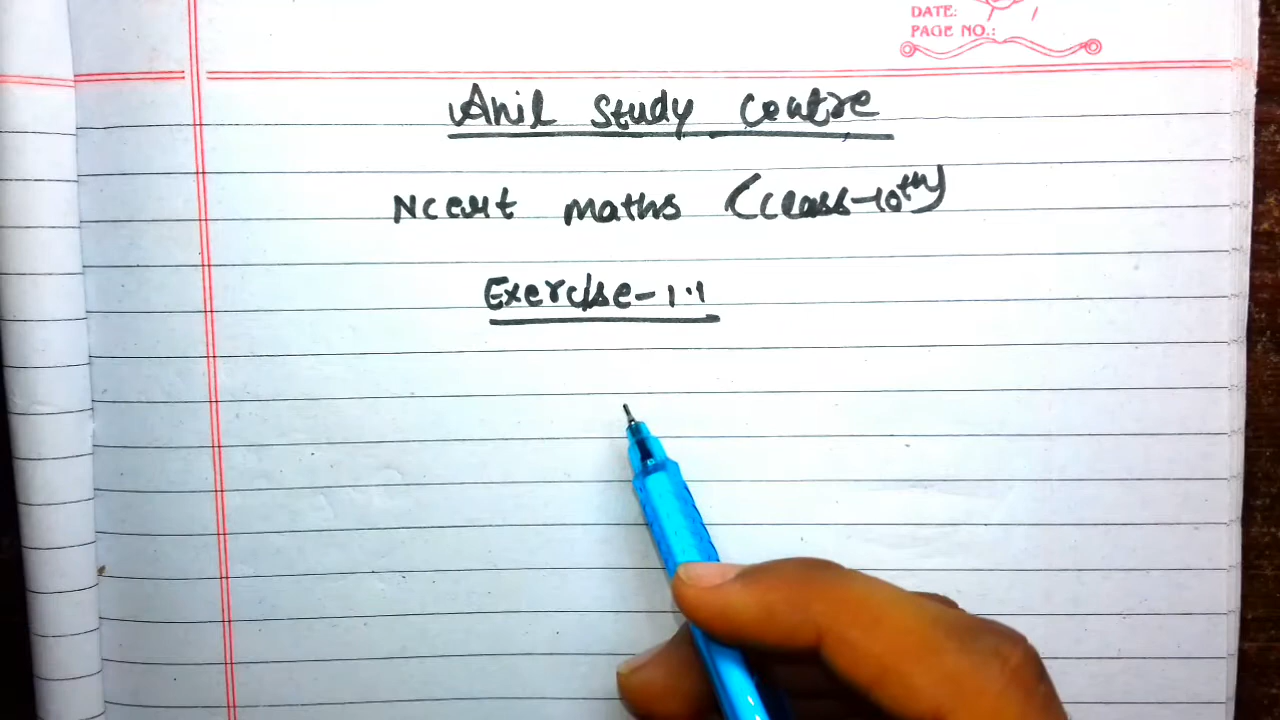 DATE:
PAGE NO.:
Anil Study Centre
Ncert maths (Class-10th)
Exercise-1.1